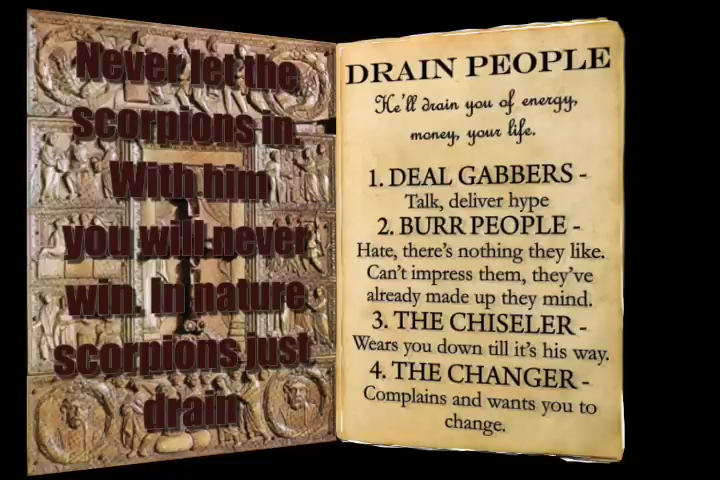 Never let the
scorpions in.
With him
you will never
win. In nature
scorpions just
drain
DRAIN PEOPLE
He'll drain you of energy,
money, your life.
1. DEAL GABBERS -
Talk, deliver hype
2. BURR PEOPLE -
Hate, there's nothing they like.
Can't impress them, they've
already made up they mind.
3. THE CHISELER -
Wears you down till it's his way.
4. THE CHANGER -
Complains and wants you to
change.